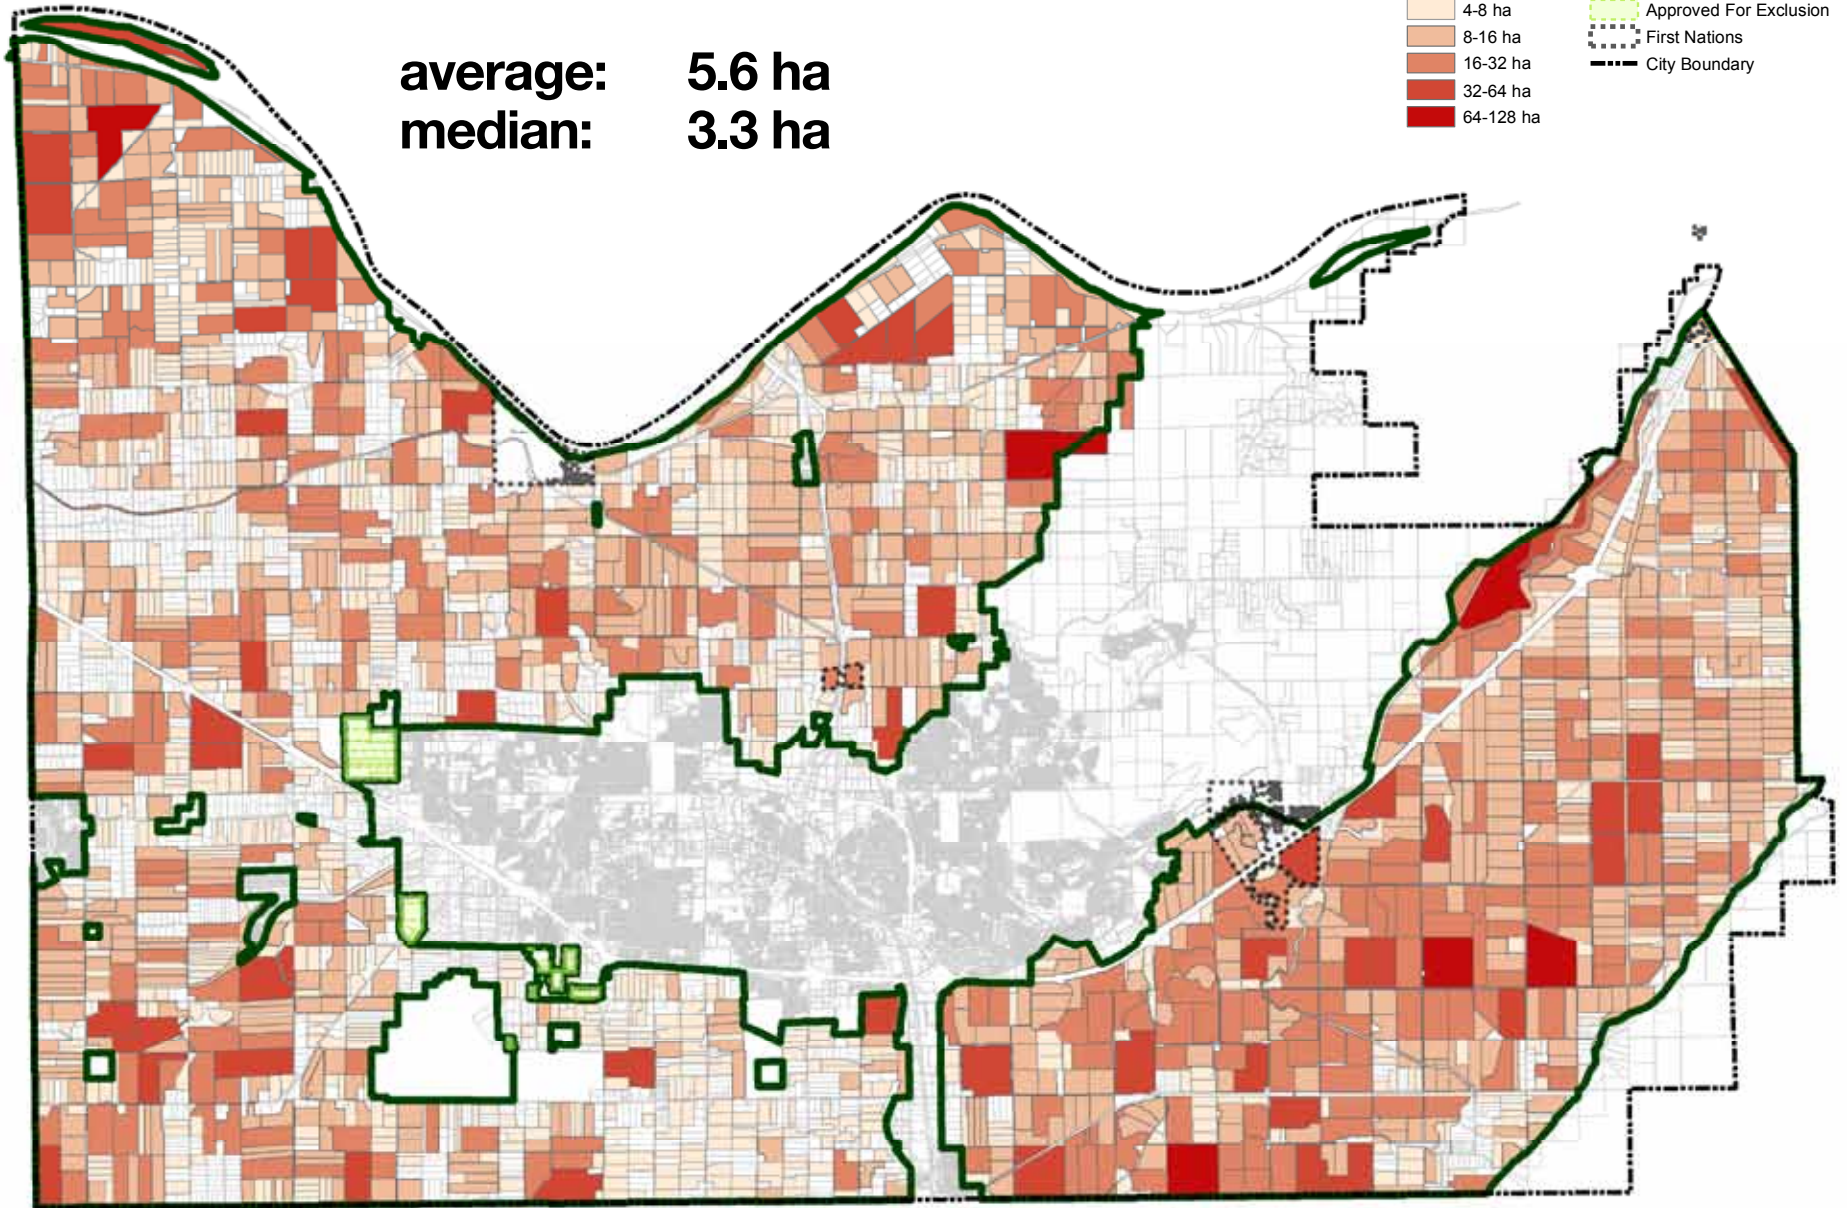 average: 5.6 ha
median: 3.3 ha
4-8 ha
8-16 ha
16-32 ha
32-64 ha
64-128 ha
Approved For Exclusion
First Nations
City Boundary